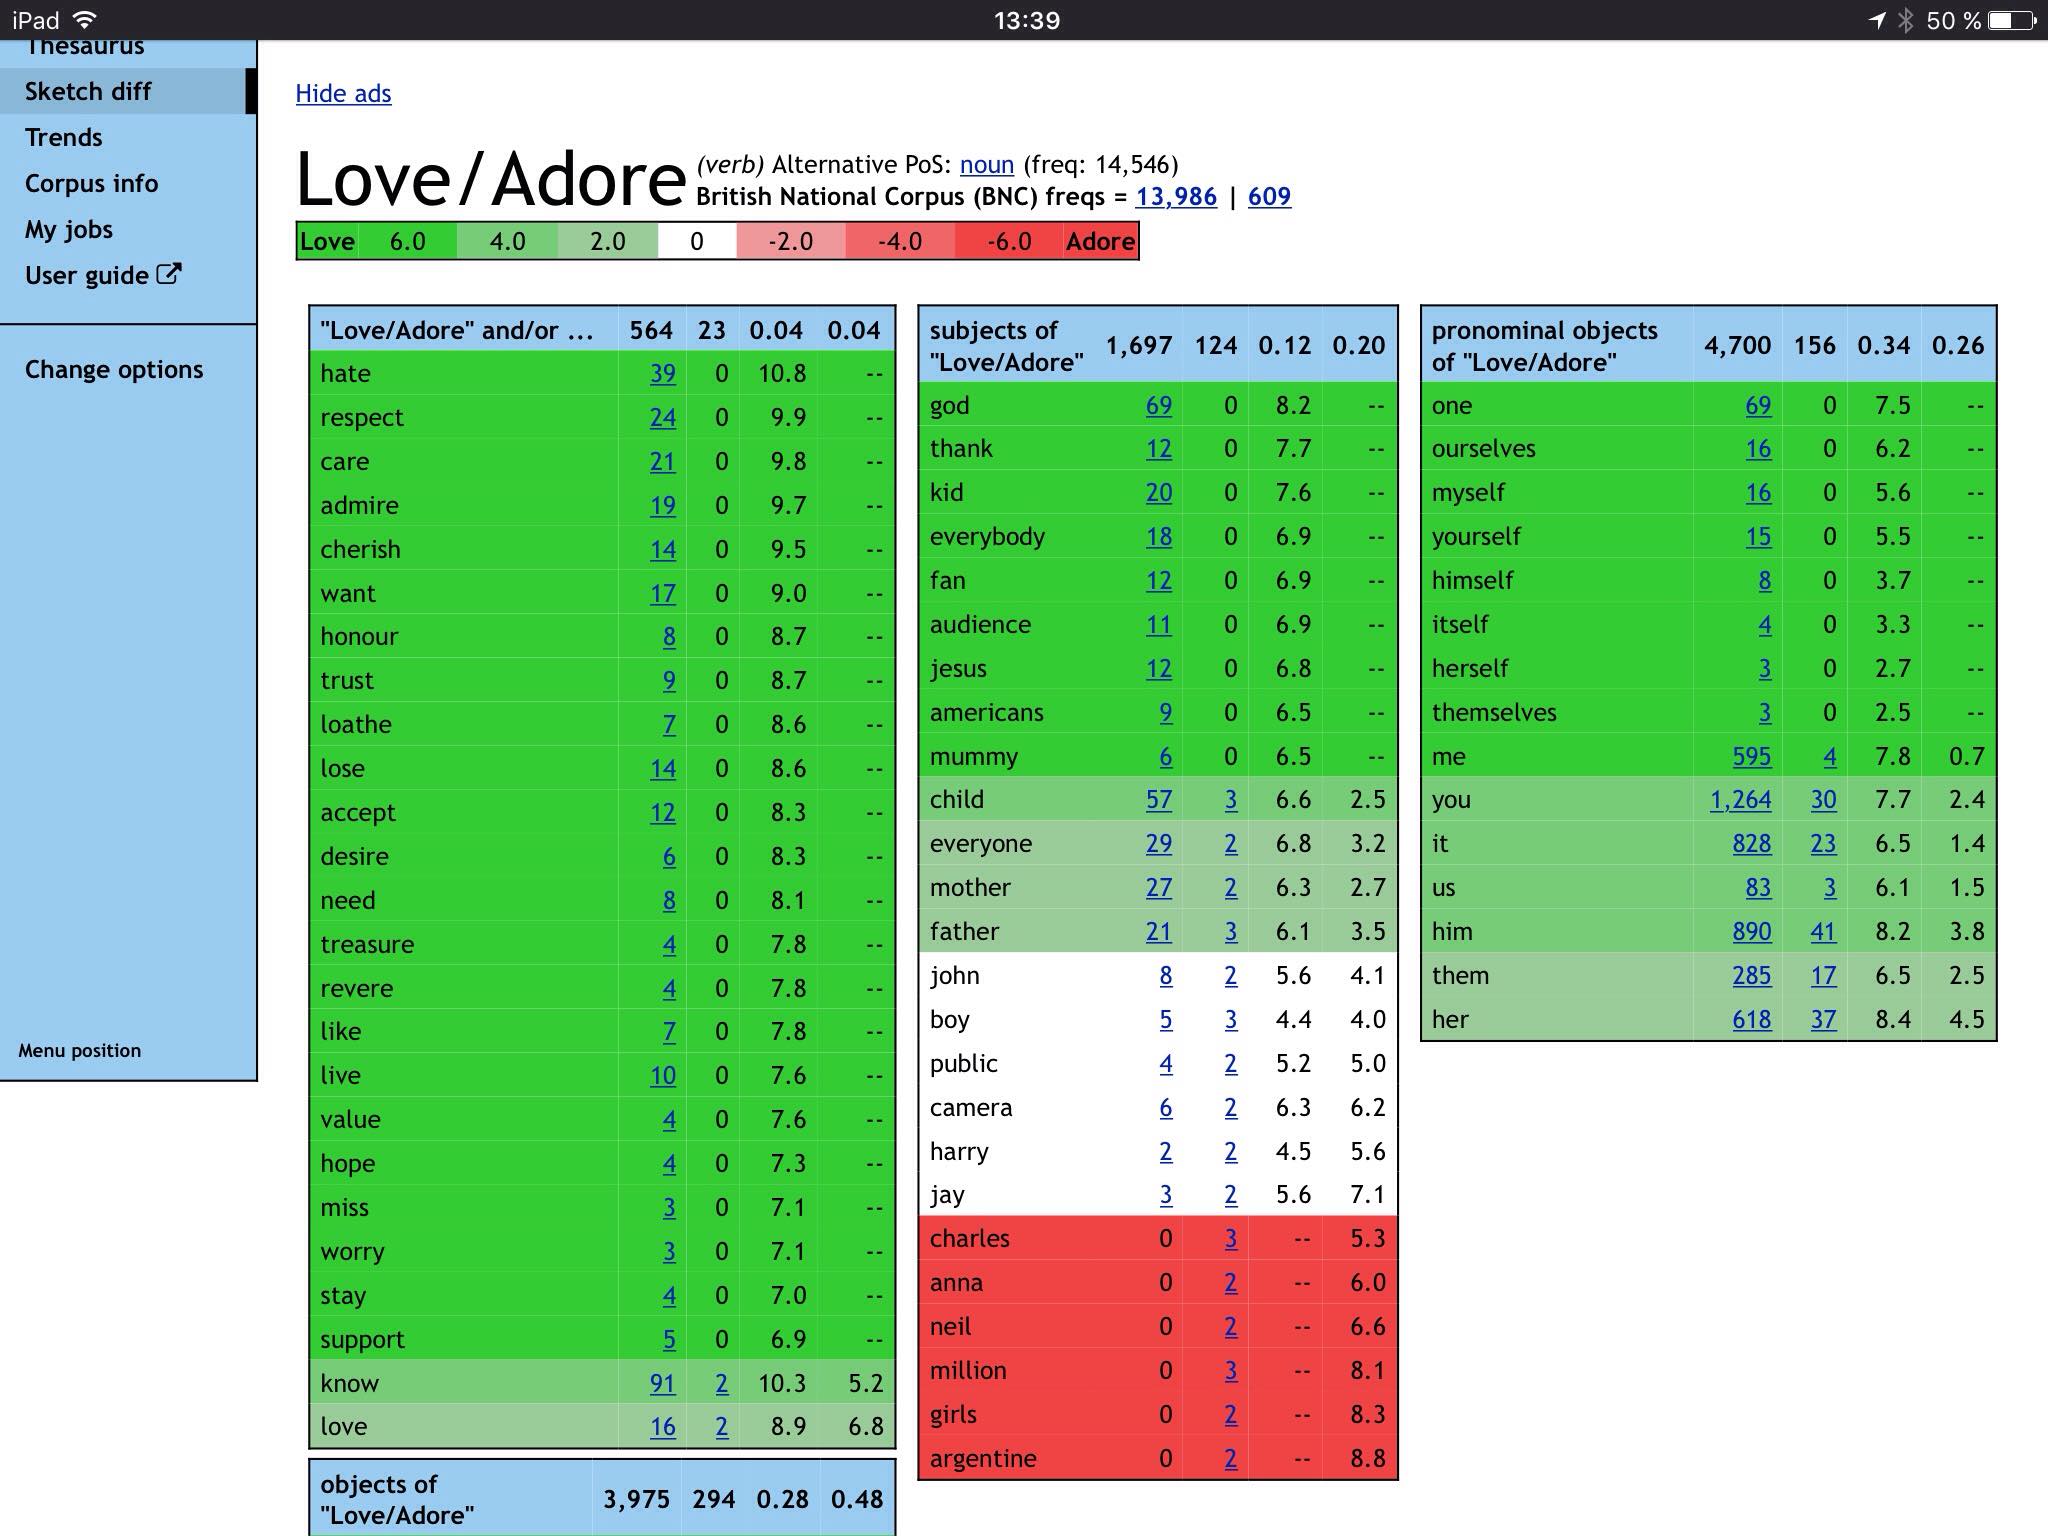 iPad 13:39 50 %
Thesaurus
Sketch diff
Trends
Corpus info
My jobs
User guide
Change options
Menu position
Hide ads
Love/Adore (verb) Alternative PoS: noun (freq: 14,546)
British National Corpus (BNC) freqs = 13,986 | 609
Love 6.0 4.0 2.0 0 -2.0 -4.0 -6.0 Adore
"Love/Adore" and/or ... 564 23 0.04 0.04
hate 39 0 10.8 --
respect 24 0 9.9 --
care 21 0 9.8 --
admire 19 0 9.7 --
cherish 14 0 9.5 --
want 17 0 9.0 --
honour 8 0 8.7 --
trust 9 0 8.7 --
loathe 7 0 8.6 --
lose 14 0 8.6 --
accept 12 0 8.3 --
desire 6 0 8.3 --
need 8 0 8.1 --
treasure 4 0 7.8 --
revere 4 0 7.8 --
like 7 0 7.8 --
live 10 0 7.6 --
value 4 0 7.6 --
hope 4 0 7.3 --
miss 3 0 7.1 --
worry 3 0 7.1 --
stay 4 0 7.0 --
support 5 0 6.9 --
know 91 2 10.3 5.2
love 16 2 8.9 6.8
objects of
"Love/Adore" 3,975 294 0.28 0.48
subjects of
"Love/Adore" 1,697 124 0.12 0.20
god 69 0 8.2 --
thank 12 0 7.7 --
kid 20 0 7.6 --
everybody 18 0 6.9 --
fan 12 0 6.9 --
audience 11 0 6.9 --
jesus 12 0 6.8 --
americans 9 0 6.5 --
mummy 6 0 6.5 --
child 57 3 6.6 2.5
everyone 29 2 6.8 3.2
mother 27 2 6.3 2.7
father 21 3 6.1 3.5
john 8 2 5.6 4.1
boy 5 3 4.4 4.0
public 4 2 5.2 5.0
camera 6 2 6.3 6.2
harry 2 2 4.5 5.6
jay 3 2 5.6 7.1
charles 0 3 -- 5.3
anna 0 2 -- 6.0
neil 0 2 -- 6.6
million 0 3 -- 8.1
girls 0 2 -- 8.3
argentine 0 2 -- 8.8
pronominal objects
of "Love/Adore" 4,700 156 0.34 0.26
one 69 0 7.5 --
ourselves 16 0 6.2 --
myself 16 0 5.6 --
yourself 15 0 5.5 --
himself 8 0 3.7 --
itself 4 0 3.3 --
herself 3 0 2.7 --
themselves 3 0 2.5 --
me 595 4 7.8 0.7
you 1,264 30 7.7 2.4
it 828 23 6.5 1.4
us 83 3 6.1 1.5
him 890 41 8.2 3.8
them 285 17 6.5 2.5
her 618 37 8.4 4.5